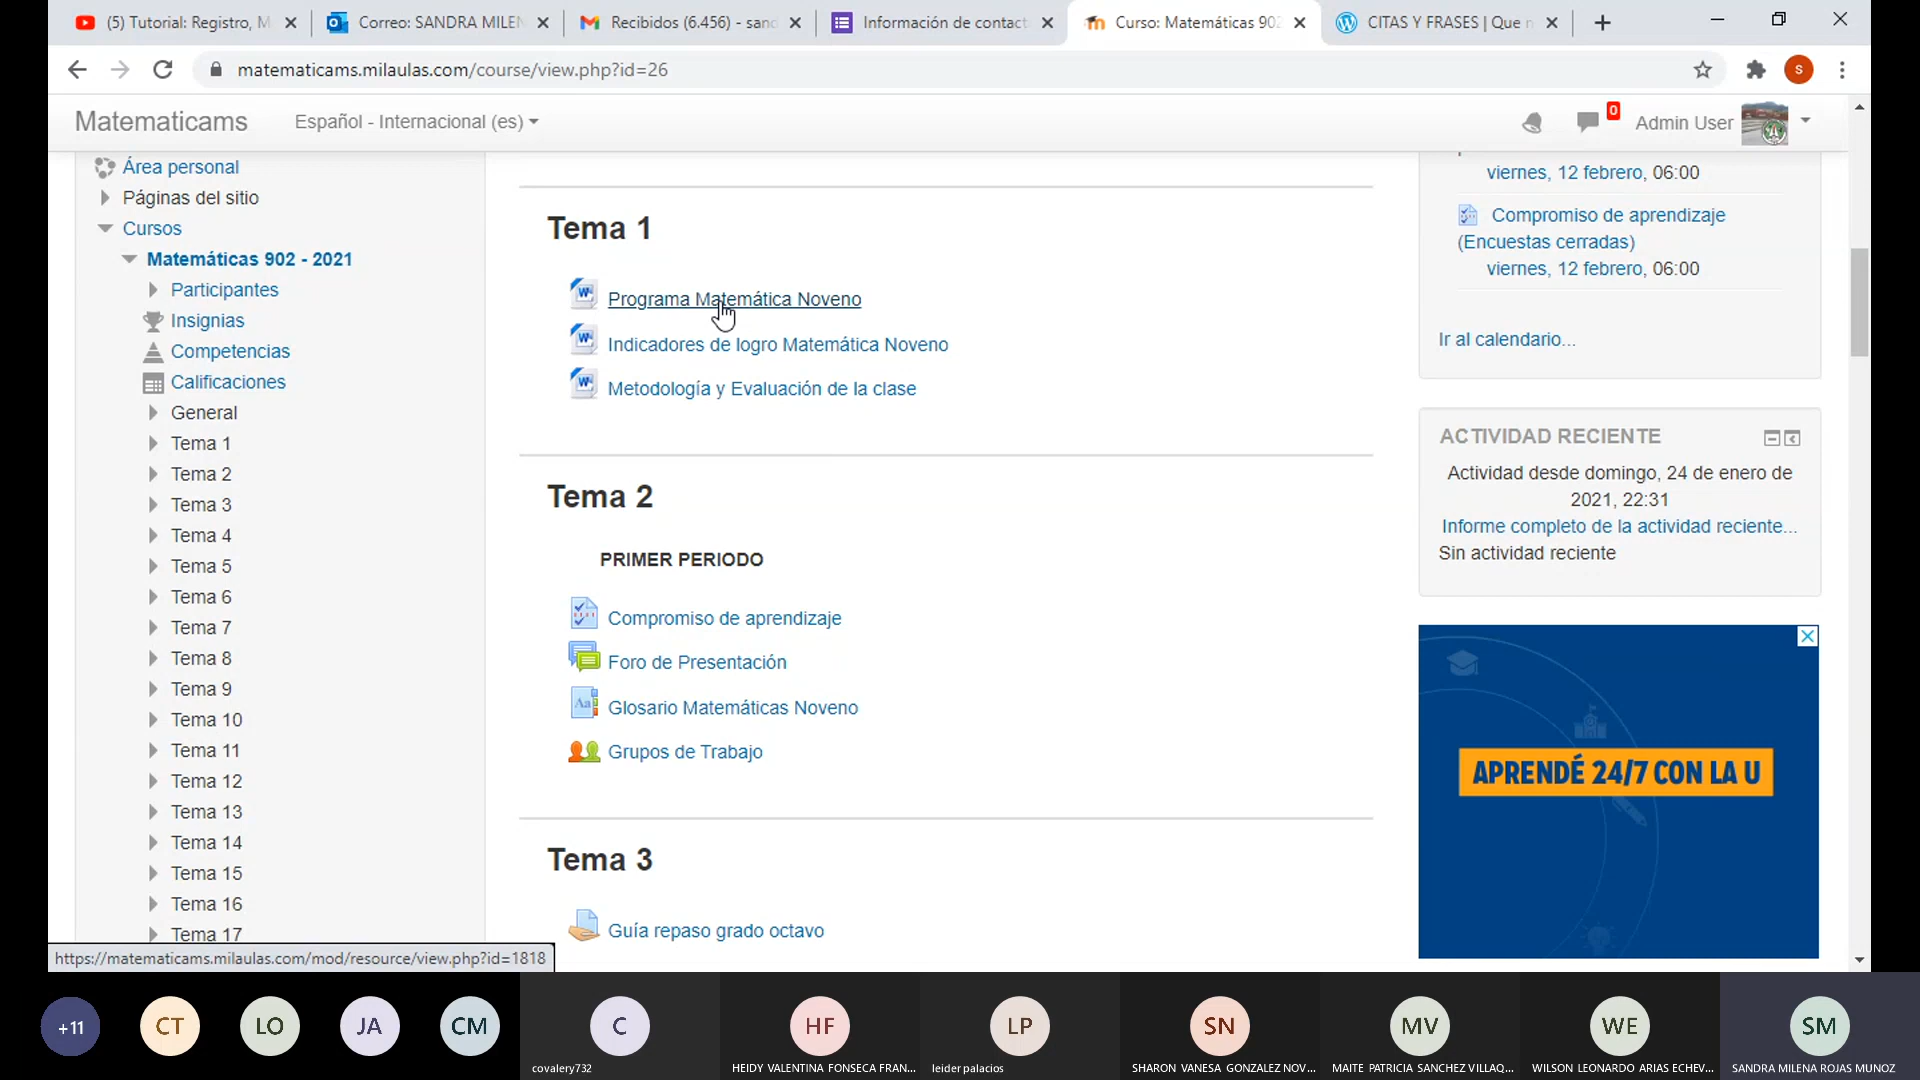 (5) Tutorial: Registro, M
Correo: SANDRA MILEN
Recibidos (6.456) - sand
Información de contact
Curso: Matemáticas 902
CITAS Y FRASES | Que n
matematicams.milaulas.com/course/view.php?id=26
S
Matematicams
Español - Internacional (es)
0
Admin User
Área personal
Páginas del sitio
Cursos
Matemáticas 902 - 2021
Participantes
Insignias
Competencias
Calificaciones
General
Tema 1
Tema 2
Tema 3
Tema 4
Tema 5
Tema 6
Tema 7
Tema 8
Tema 9
Tema 10
Tema 11
Tema 12
Tema 13
Tema 14
Tema 15
Tema 16
Tema 17
https://matematicams.milaulas.com/mod/resource/view.php?id=1818
Tema 1
Programa Matemática Noveno
Indicadores de logro Matemática Noveno
Metodología y Evaluación de la clase
Tema 2
PRIMER PERIODO
Compromiso de aprendizaje
Foro de Presentación
Glosario Matemáticas Noveno
Grupos de Trabajo
Tema 3
Guía repaso grado octavo
viernes, 12 febrero, 06:00
Compromiso de aprendizaje
(Encuestas cerradas)
viernes, 12 febrero, 06:00
Ir al calendario...
ACTIVIDAD RECIENTE
Actividad desde domingo, 24 de enero de
2021, 22:31
Informe completo de la actividad reciente...
Sin actividad reciente
APRENDÉ 24/7 CON LA U
+11
CT
LO
JA
CM
C
covalery732
HF
HEIDY VALENTINA FONSECA FRAN...
LP
leider palacios
SN
SHARON VANESA GONZALEZ NOV...
MV
MAITE PATRICIA SANCHEZ VILLAQ...
WE
WILSON LEONARDO ARIAS ECHEV...
SM
SANDRA MILENA ROJAS MUNOZ